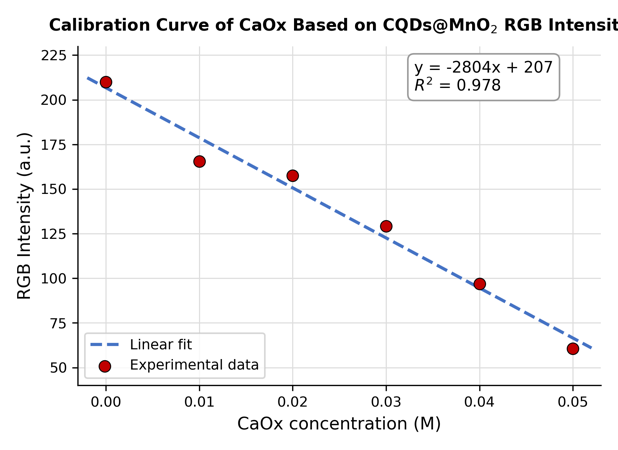 Calibration Curve of CaOx Based on CQDs@MnO₂ RGB Intensit
y = -2804x + 207
R² = 0.978
RGB Intensity (a.u.)
225
200
175
150
125
100
75
50
Linear fit
Experimental data
0.00 0.01 0.02 0.03 0.04 0.05
CaOx concentration (M)